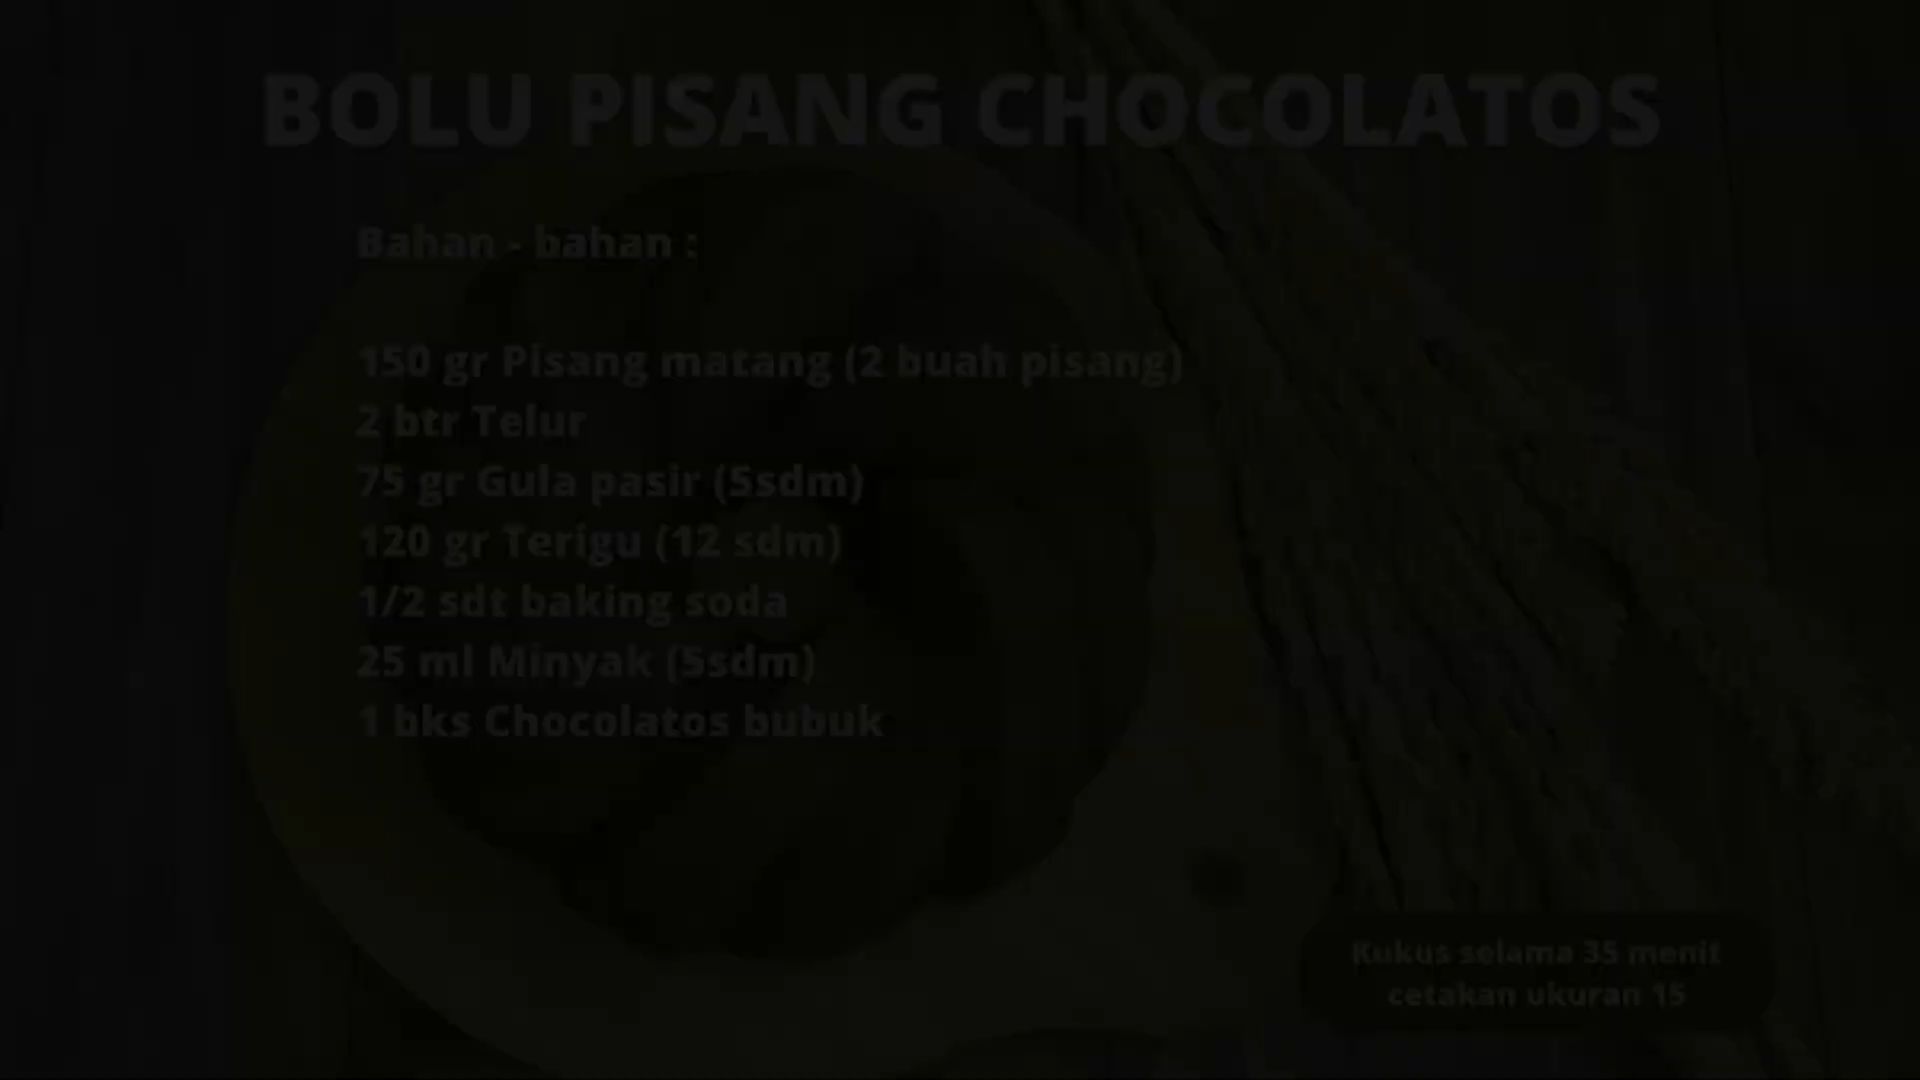 BOLU PISANG CHOCOLATOS
Bahan - bahan :
150 gr Pisang matang (2 buah pisang)
2 btr Telur
75 gr Gula pasir (5sdm)
120 gr Terigu (12 sdm)
1/2 sdt baking soda
25 ml Minyak (5sdm)
1 bks Chocolatos bubuk
Kukus selama 35 menit
cetakan ukuran 15